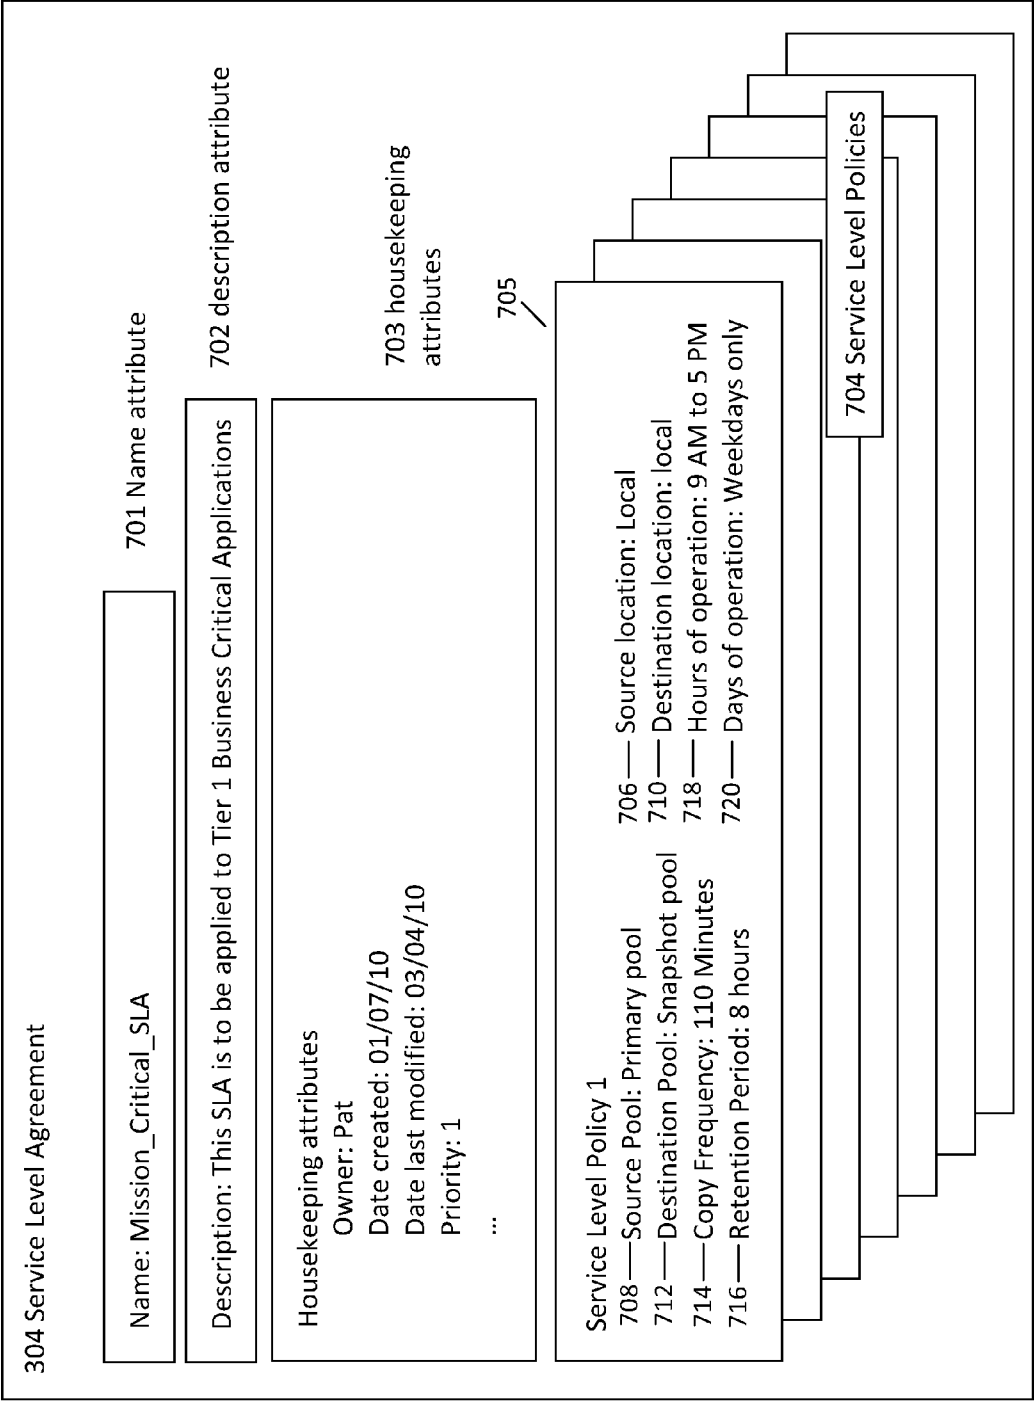 304 Service Level Agreement
Name: Mission_Critical_SLA
701 Name attribute
Description: This SLA is to be applied to Tier 1 Business Critical Applications
702 description attribute
Housekeeping attributes
Owner: Pat
Date created: 01/07/10
Date last modified: 03/04/10
Priority: 1
...
703 housekeeping
attributes
705
Service Level Policy 1
708 Source Pool: Primary pool
712 Destination Pool: Snapshot pool
714 Copy Frequency: 110 Minutes
716 Retention Period: 8 hours
706 Source location: Local
710 Destination location: local
718 Hours of operation: 9 AM to 5 PM
720 Days of operation: Weekdays only
704 Service Level Policies